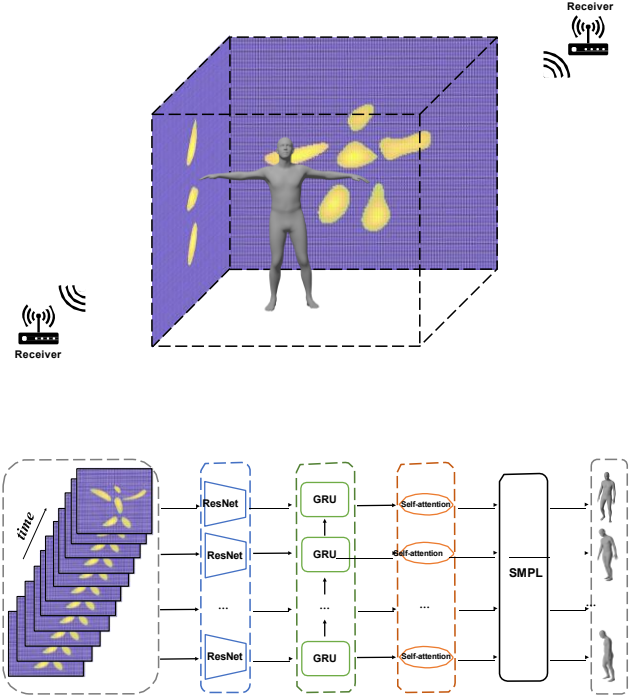 Receiver
Receiver
time
ResNet
GRU
Self-attention
ResNet
GRU
Self-attention
SMPL
...
...
...
...
ResNet
GRU
Self-attention